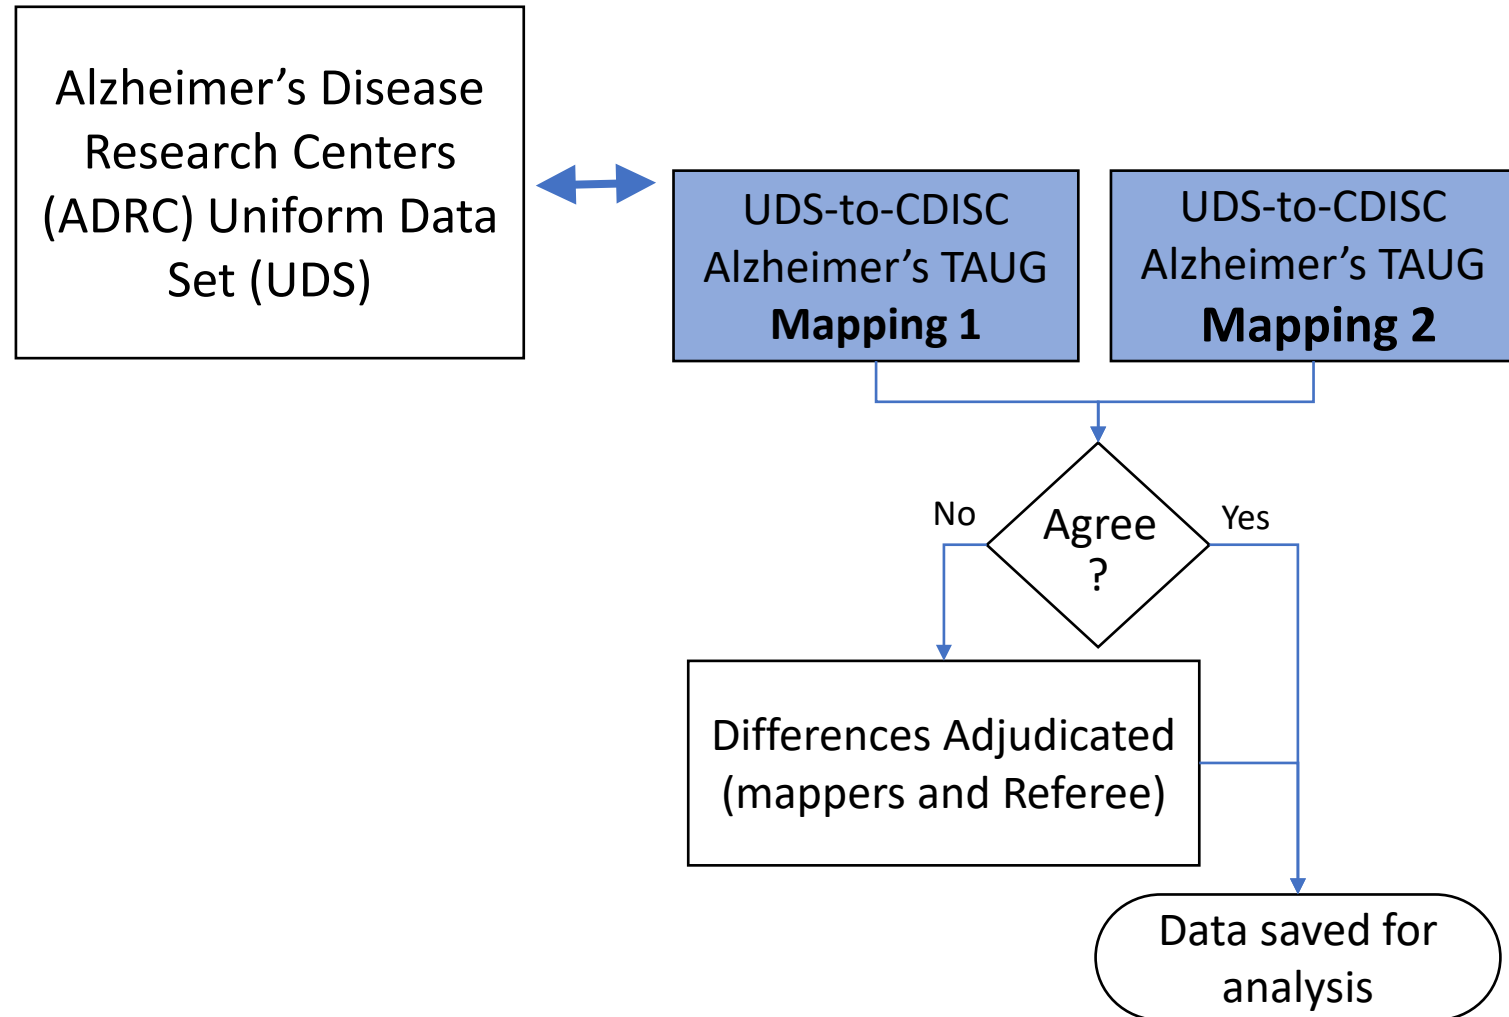 Alzheimer’s Disease
Research Centers
(ADRC) Uniform Data
Set (UDS)
UDS-to-CDISC
Alzheimer’s TAUG
Mapping 1
UDS-to-CDISC
Alzheimer’s TAUG
Mapping 2
No
Agree
?
Yes
Differences Adjudicated
(mappers and Referee)
Data saved for
analysis